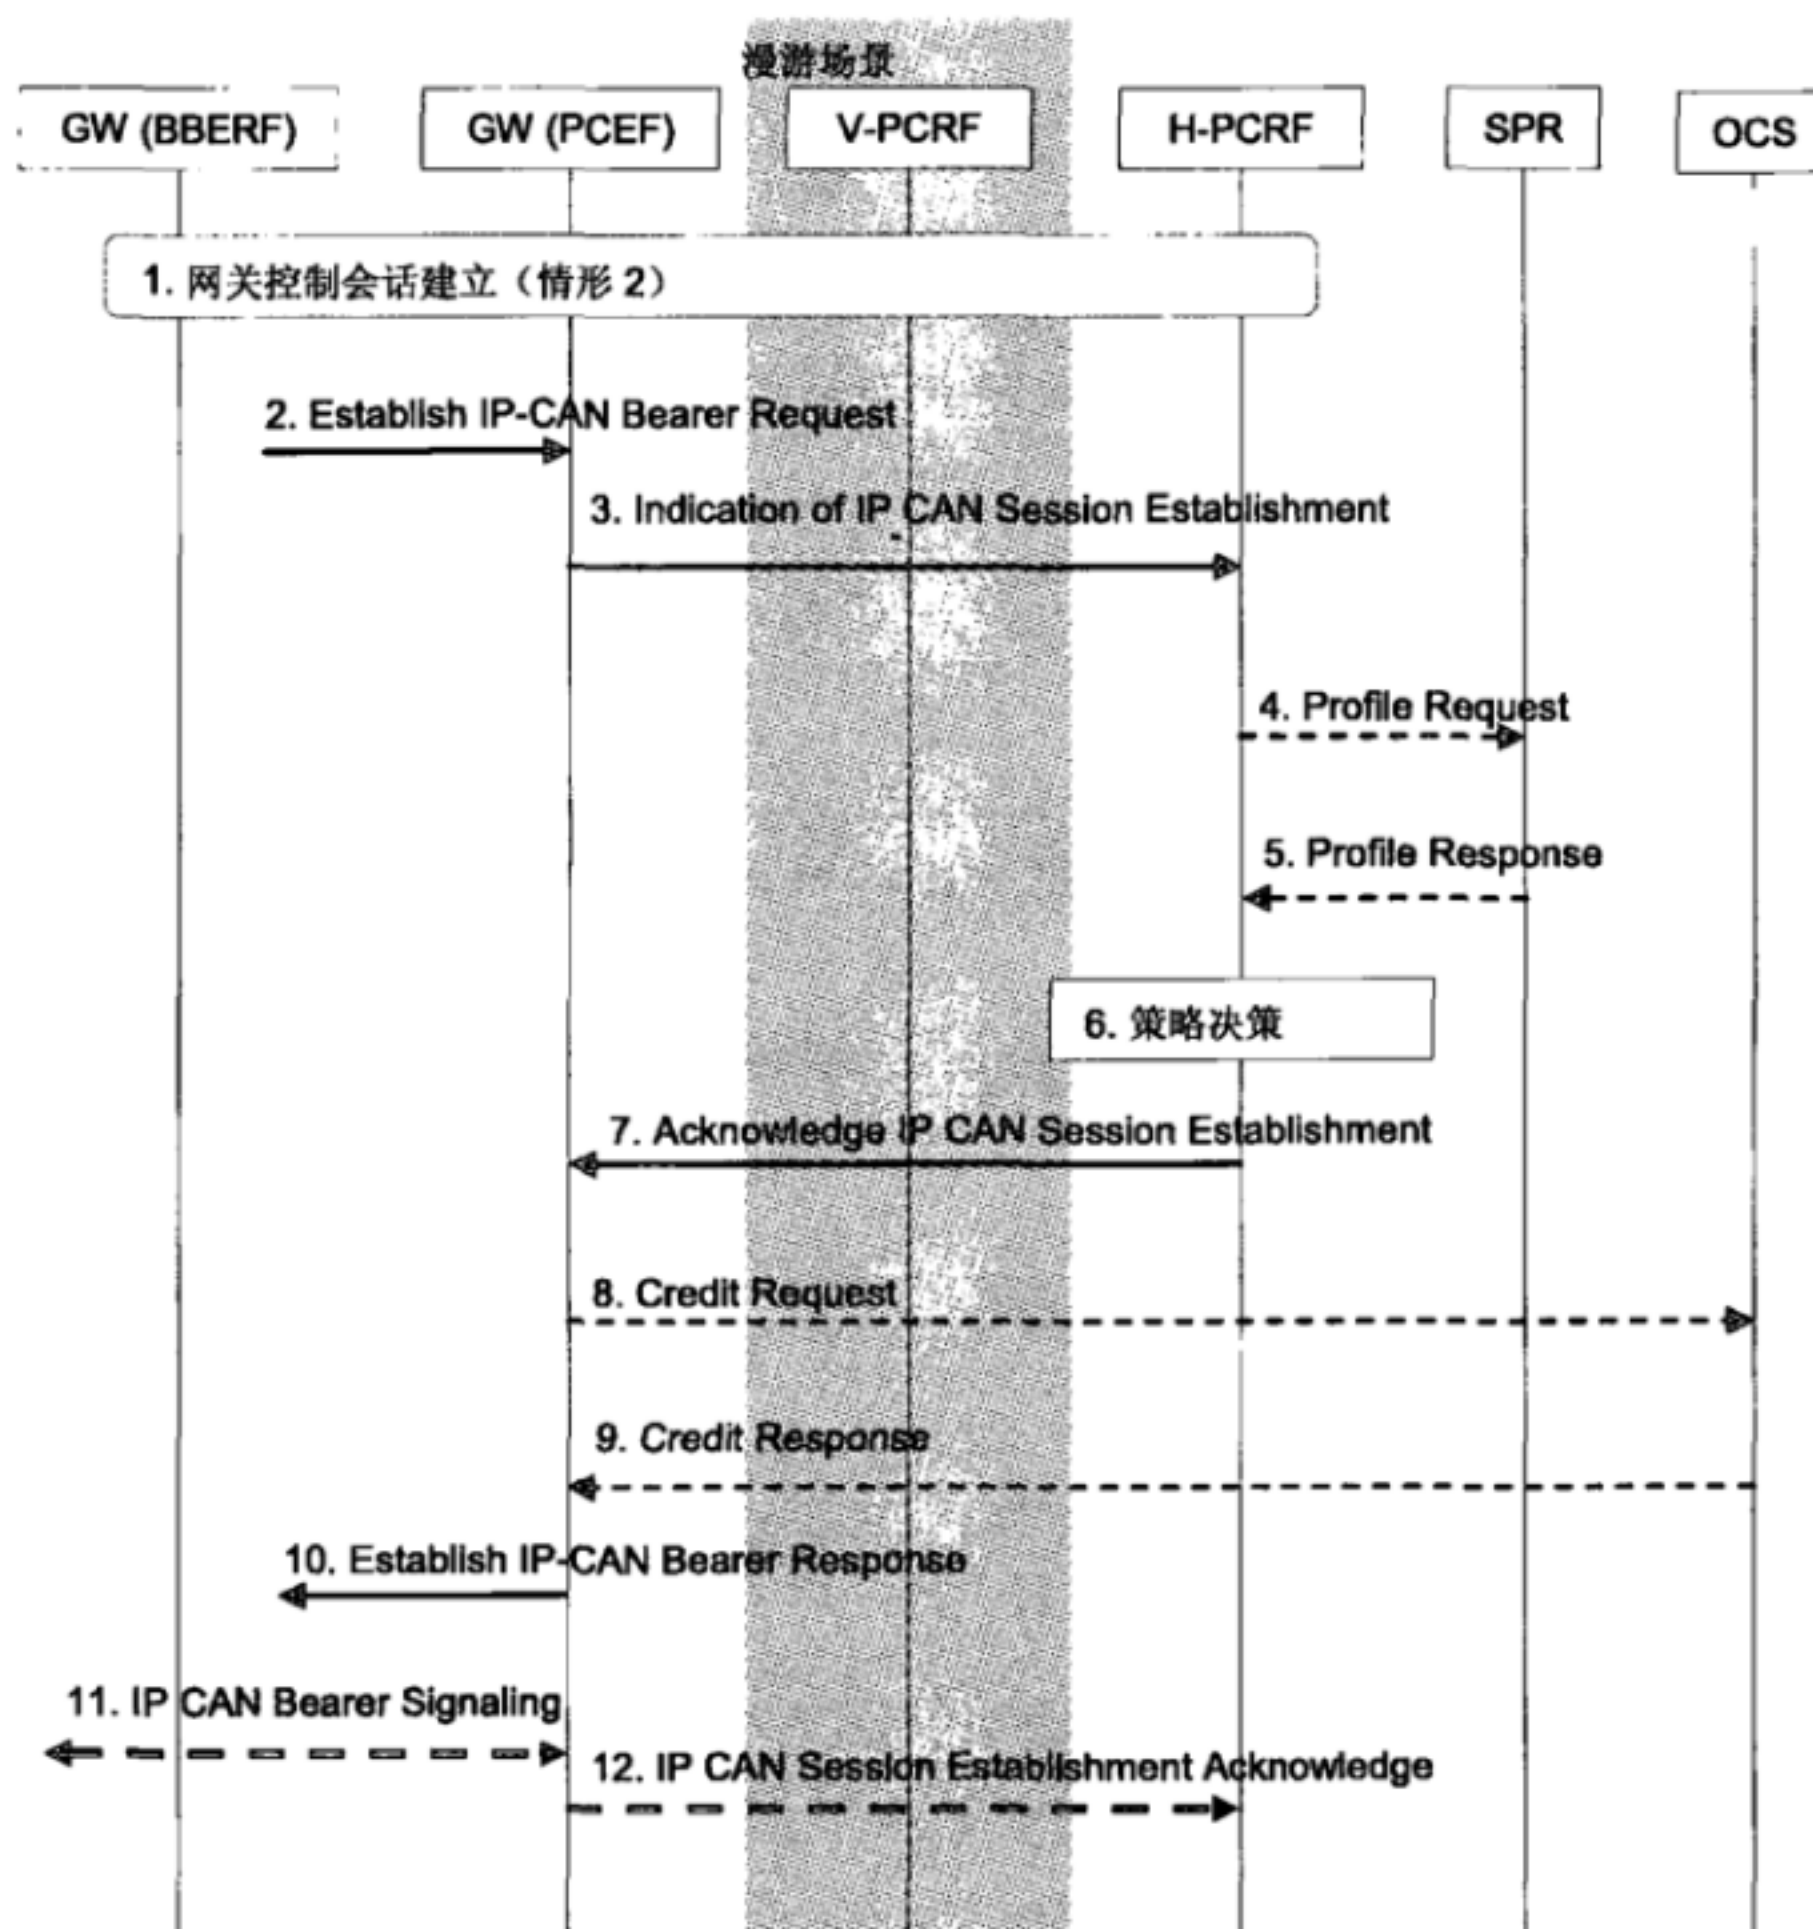 漫游场景
GW (BBERF)
GW (PCEF)
V-PCRF
H-PCRF
SPR
OCS
1. 网关控制会话建立（情形 2）
2. Establish IP-CAN Bearer Request
3. Indication of IP CAN Session Establishment
4. Profile Request
5. Profile Response
6. 策略决策
7. Acknowledge IP CAN Session Establishment
8. Credit Request
9. Credit Response
10. Establish IP-CAN Bearer Response
11. IP CAN Bearer Signaling
12. IP CAN Session Establishment Acknowledge